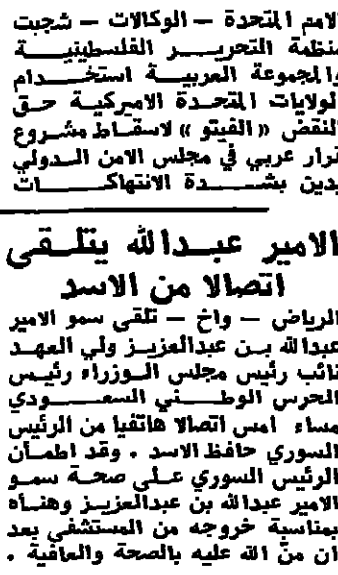 الامم المتحدة – الوكالات – شجبت
منظمة التحرير الفلسطينية
والمجموعة العربية استخدام
الولايات المتحدة الاميركية حق
النقض «الفيتو» لاسقاط مشروع
قرار عربي في مجلس الامن الدولي
يدين بشدة الانتهاكات
الامير عبدالله يتلقى
اتصالا من الاسد
الرياض – واخ – تلقى سمو الامير
عبدالله بن عبدالعزيز ولي العهد
نائب رئيس مجلس الوزراء رئيس
الحرس الوطني السعودي
مساء امس اتصالا هاتفيا من الرئيس
السوري حافظ الاسد . وقد اطمأن
الرئيس السوري على صحة سمو
الامير عبدالله بن عبدالعزيز وهنأه
بمناسبة خروجه من المستشفى بعد
ان منّ الله عليه بالصحة والعافية .